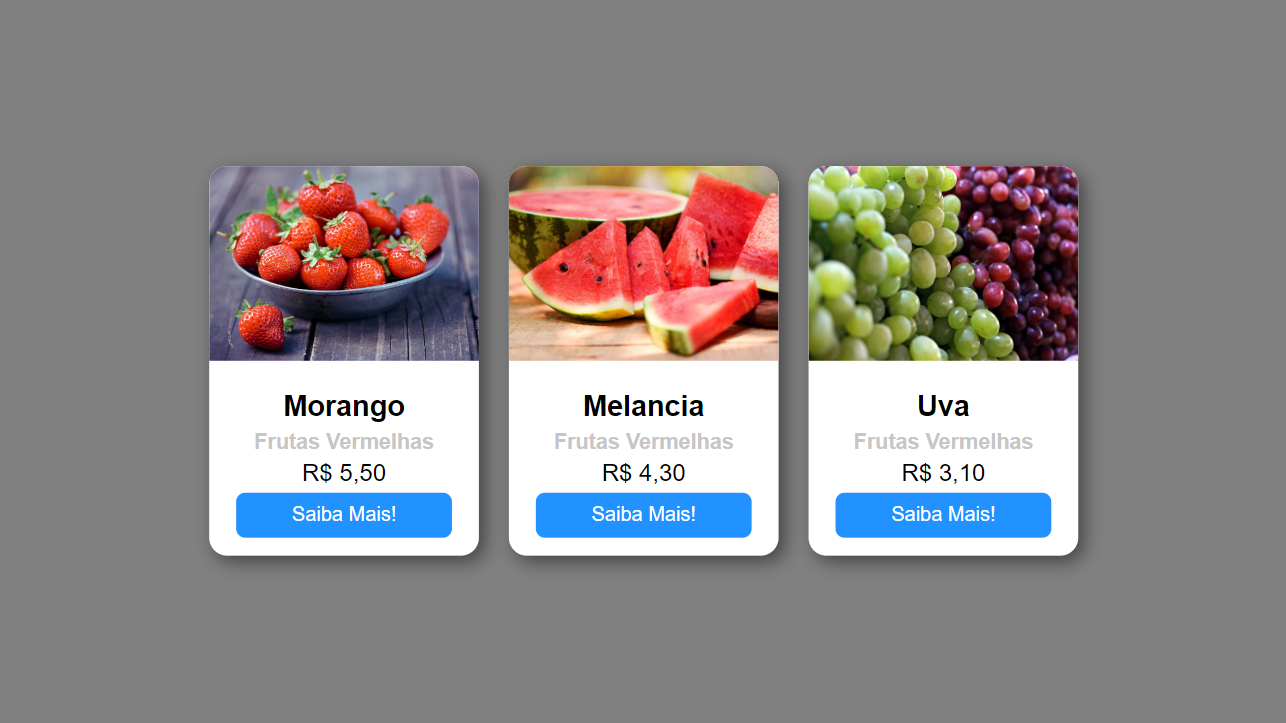 Morango
Frutas Vermelhas
R$ 5,50
Saiba Mais!
Melancia
Frutas Vermelhas
R$ 4,30
Saiba Mais!
Uva
Frutas Vermelhas
R$ 3,10
Saiba Mais!